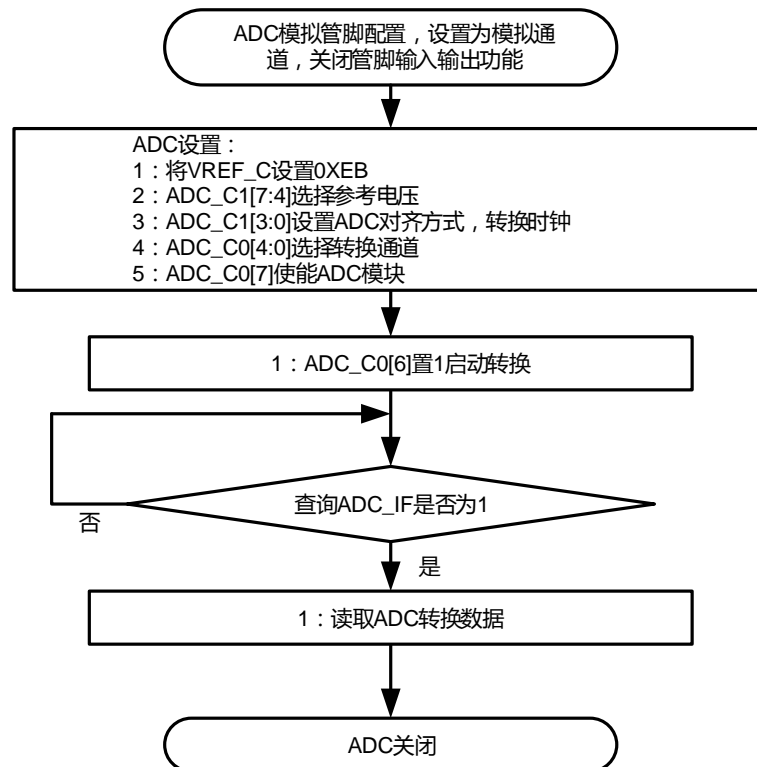 ADC模拟管脚配置，设置为模拟通
道，关闭管脚输入输出功能
ADC设置：
1：将VREF_C设置0XEB
2：ADC_C1[7:4]选择参考电压
3：ADC_C1[3:0]设置ADC对齐方式，转换时钟
4：ADC_C0[4:0]选择转换通道
5：ADC_C0[7]使能ADC模块
1：ADC_C0[6]置1启动转换
查询ADC_IF是否为1
否
是
1：读取ADC转换数据
ADC关闭